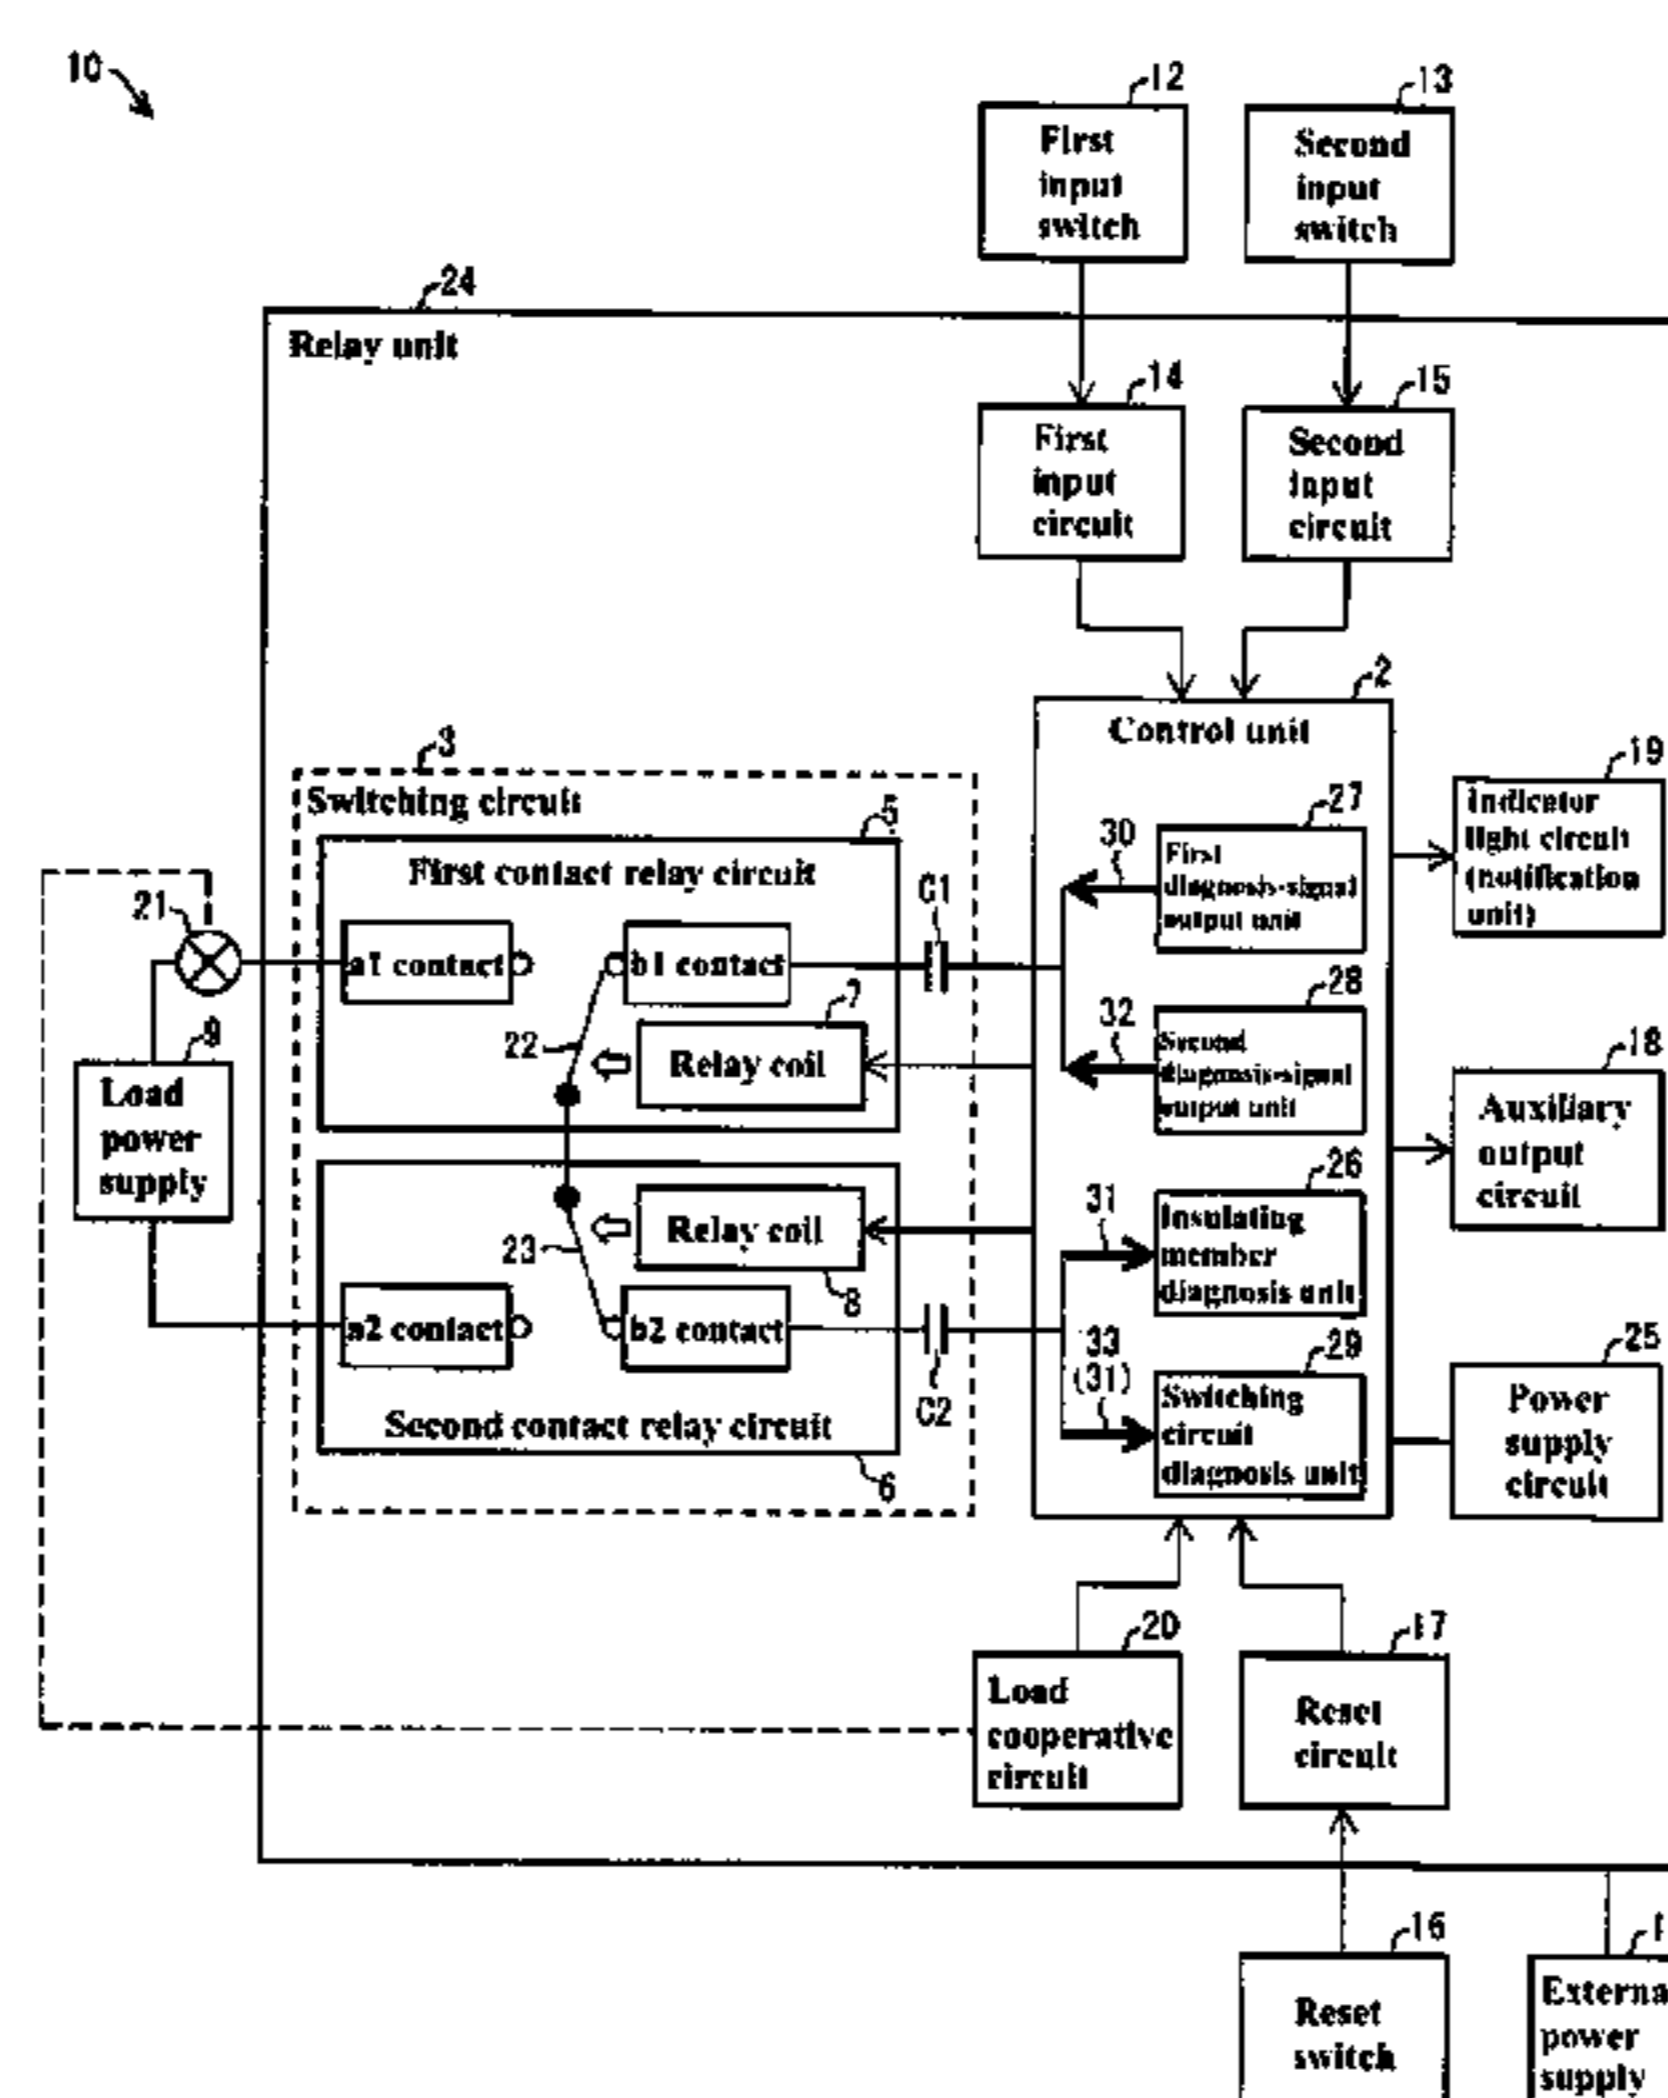 10
12
13
First
input
switch
Second
input
switch
24
Relay unit
14
15
First
input
circuit
Second
input
circuit
2
Control unit
3
Switching circuit
5
First contact relay circuit
a1 contact
b1 contact
C1
7
22
Relay coil
21
9
Load
power
supply
23
Relay coil
8
a2 contact
b2 contact
C2
Second contact relay circuit
6
27
30
First
diagnosis-signal
output unit
28
32
Second
diagnosis-signal
output unit
26
31
Insulating
member
diagnosis unit
29
33
(31)
Switching
circuit
diagnosis unit
19
Indicator
light circuit
(notification
unit)
18
Auxiliary
output
circuit
25
Power
supply
circuit
20
Load
cooperative
circuit
17
Reset
circuit
16
Reset
switch
1
Externa
power
supply